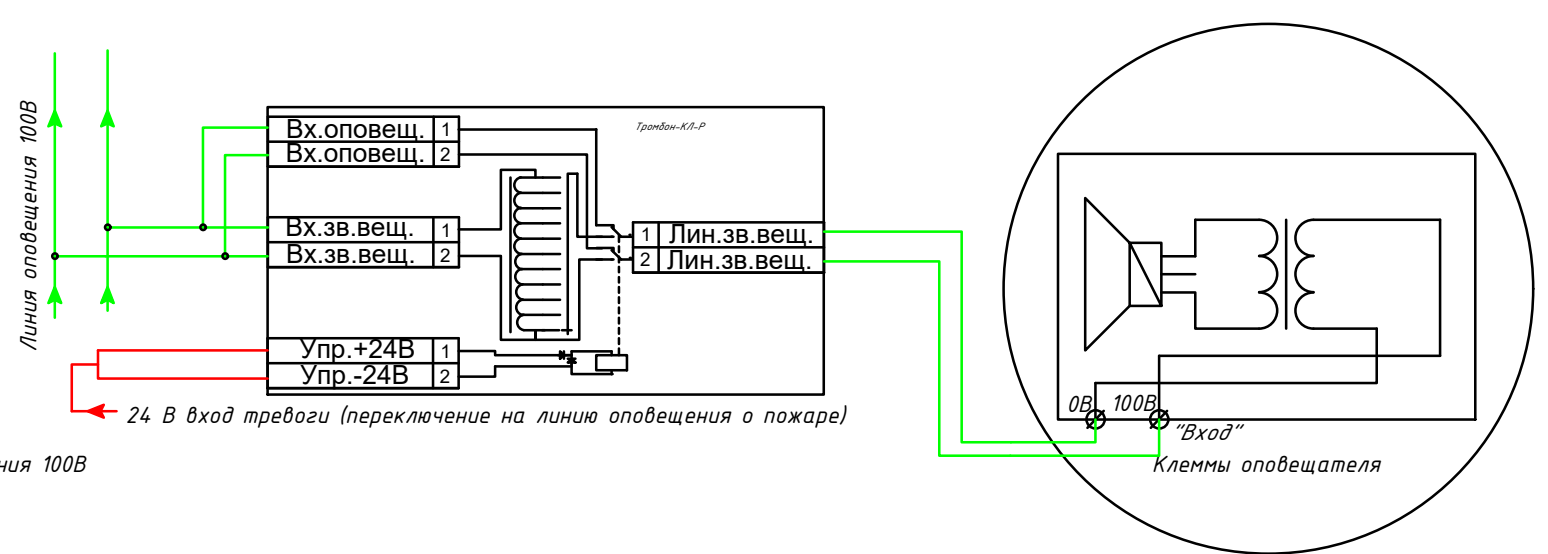 Линия оповещения 100В
Тромбон-КЛ-Р
Вх.оповещ. 1
Вх.оповещ. 2
Вх.зв.вещ. 1
Вх.зв.вещ. 2
1 Лин.зв.вещ.
2 Лин.зв.вещ.
Упр.+24В 1
Упр.-24В 2
24 В вход тревоги (переключение на линию оповещения о пожаре)
0В 100В
"Вход"
Клеммы оповещателя
ния 100В